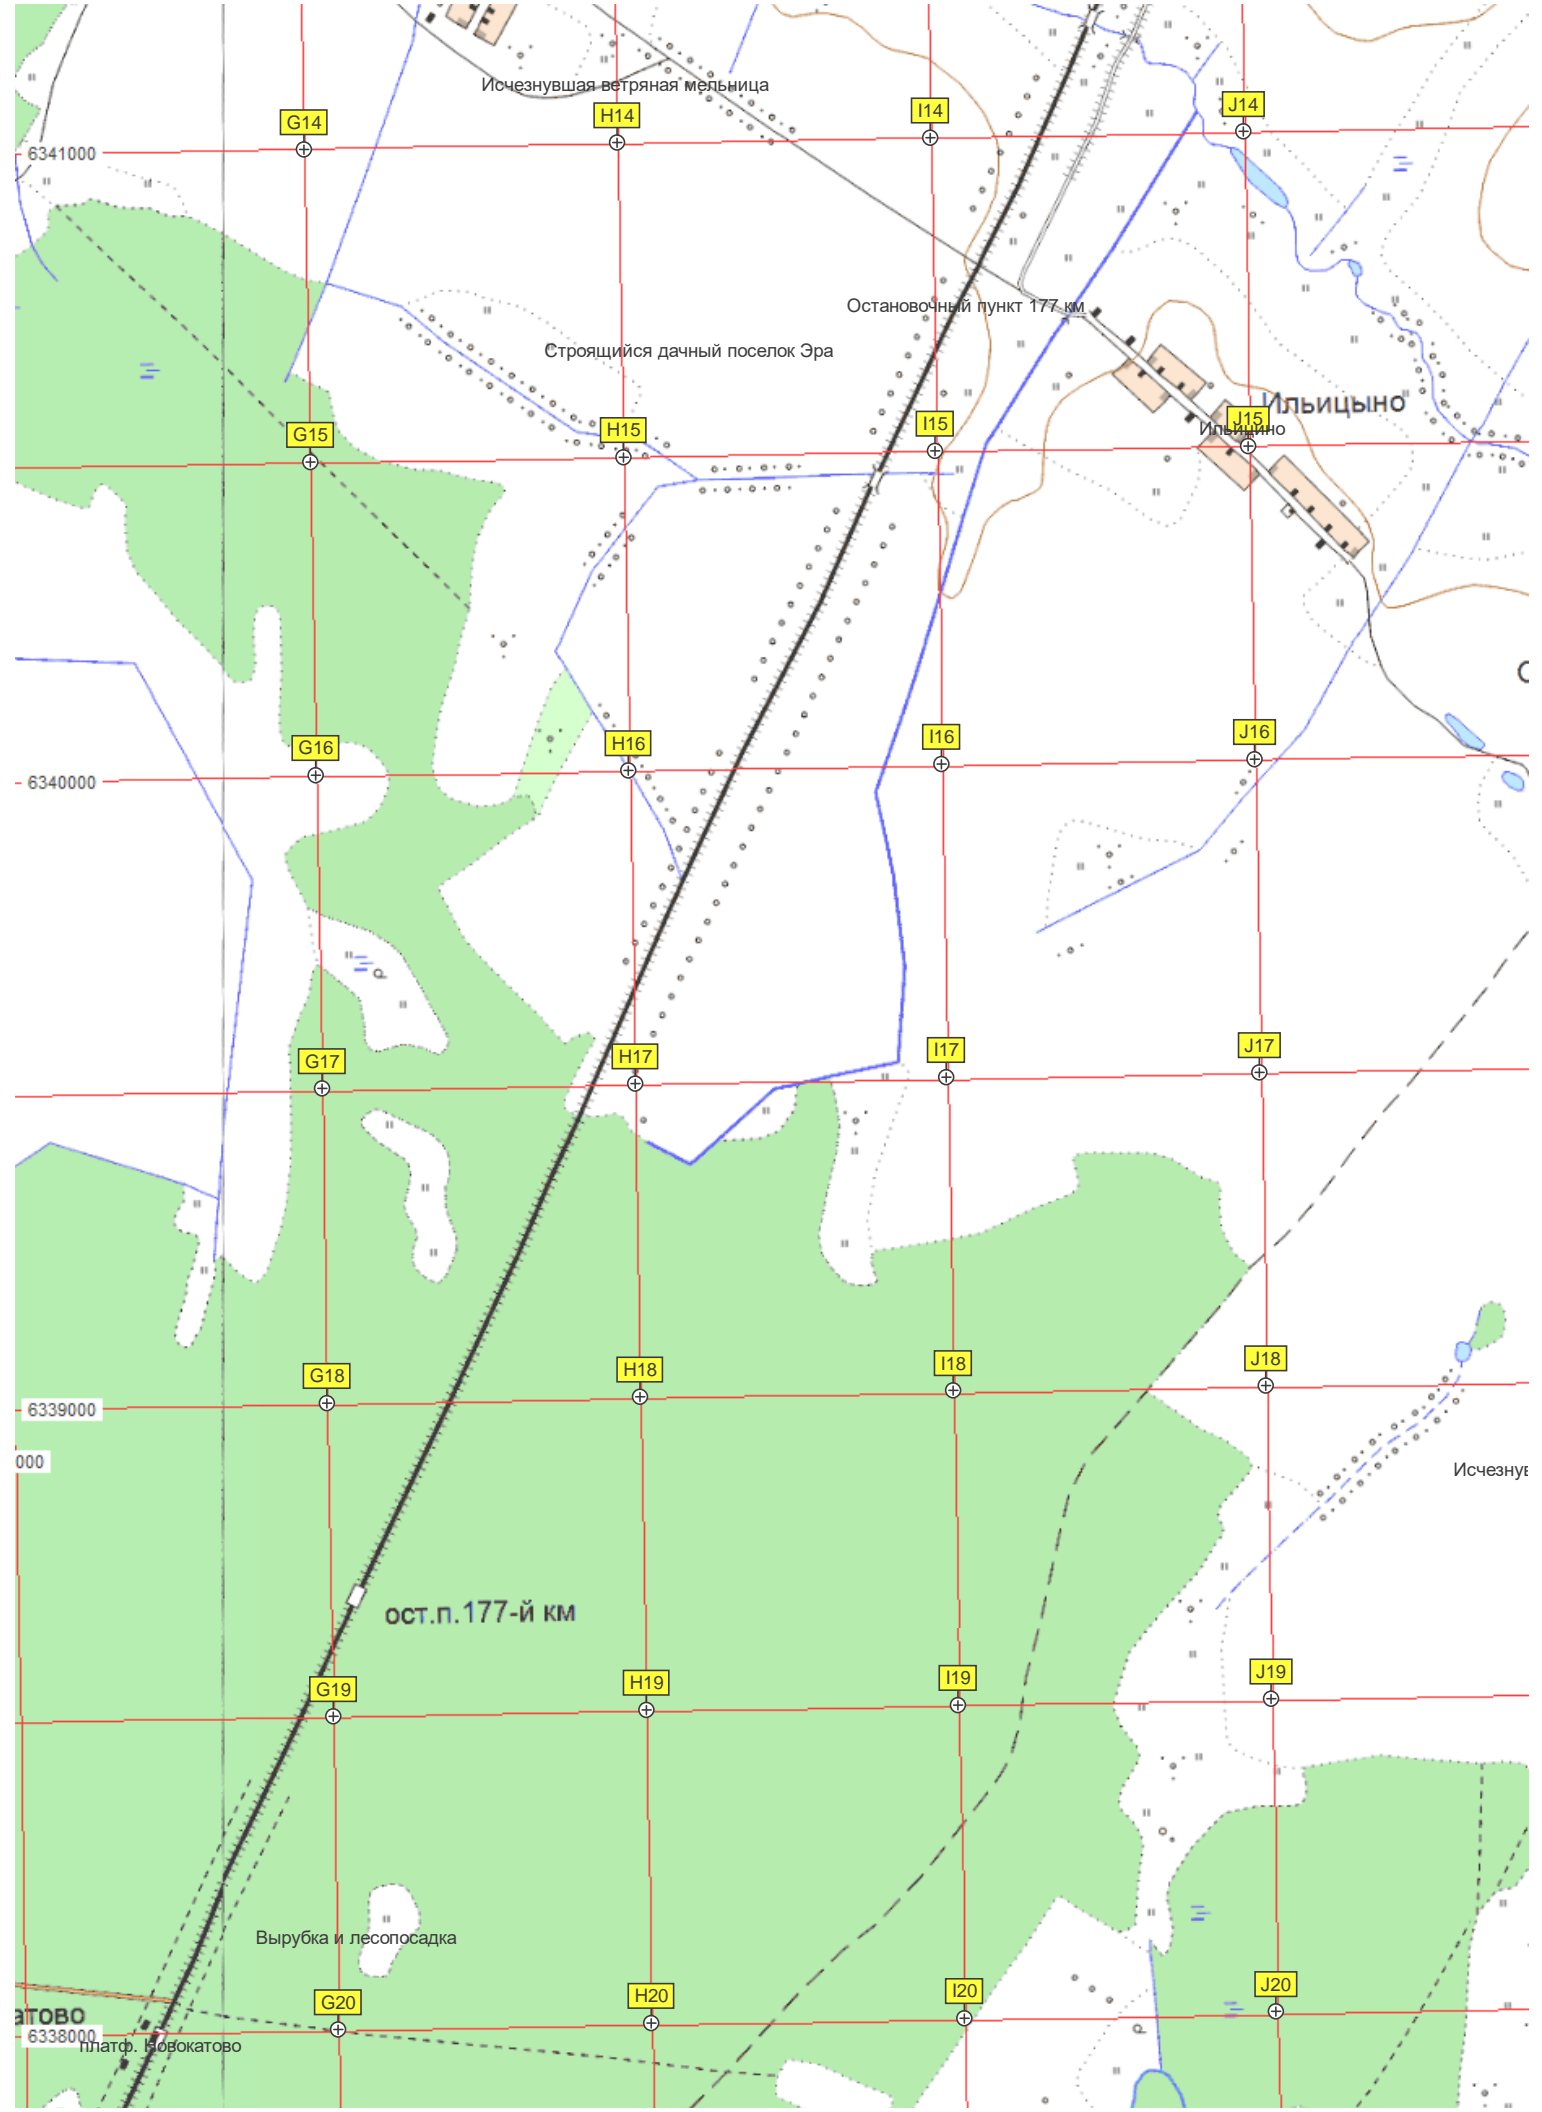 Исчезнувшая ветряная мельница
G14
H14
I14
J14
6341000
Остановочный пункт 177 км
Строящийся дачный поселок Эра
Ильицыно
Ильицино
G15
H15
I15
J15
G16
H16
I16
J16
6340000
G17
H17
I17
J17
G18
H18
I18
J18
6339000
000
Исчезнув
ост.п.177-й км
G19
H19
I19
J19
Вырубка и лесопосадка
G20
H20
I20
J20
атово
6338000
платф. Новокатово